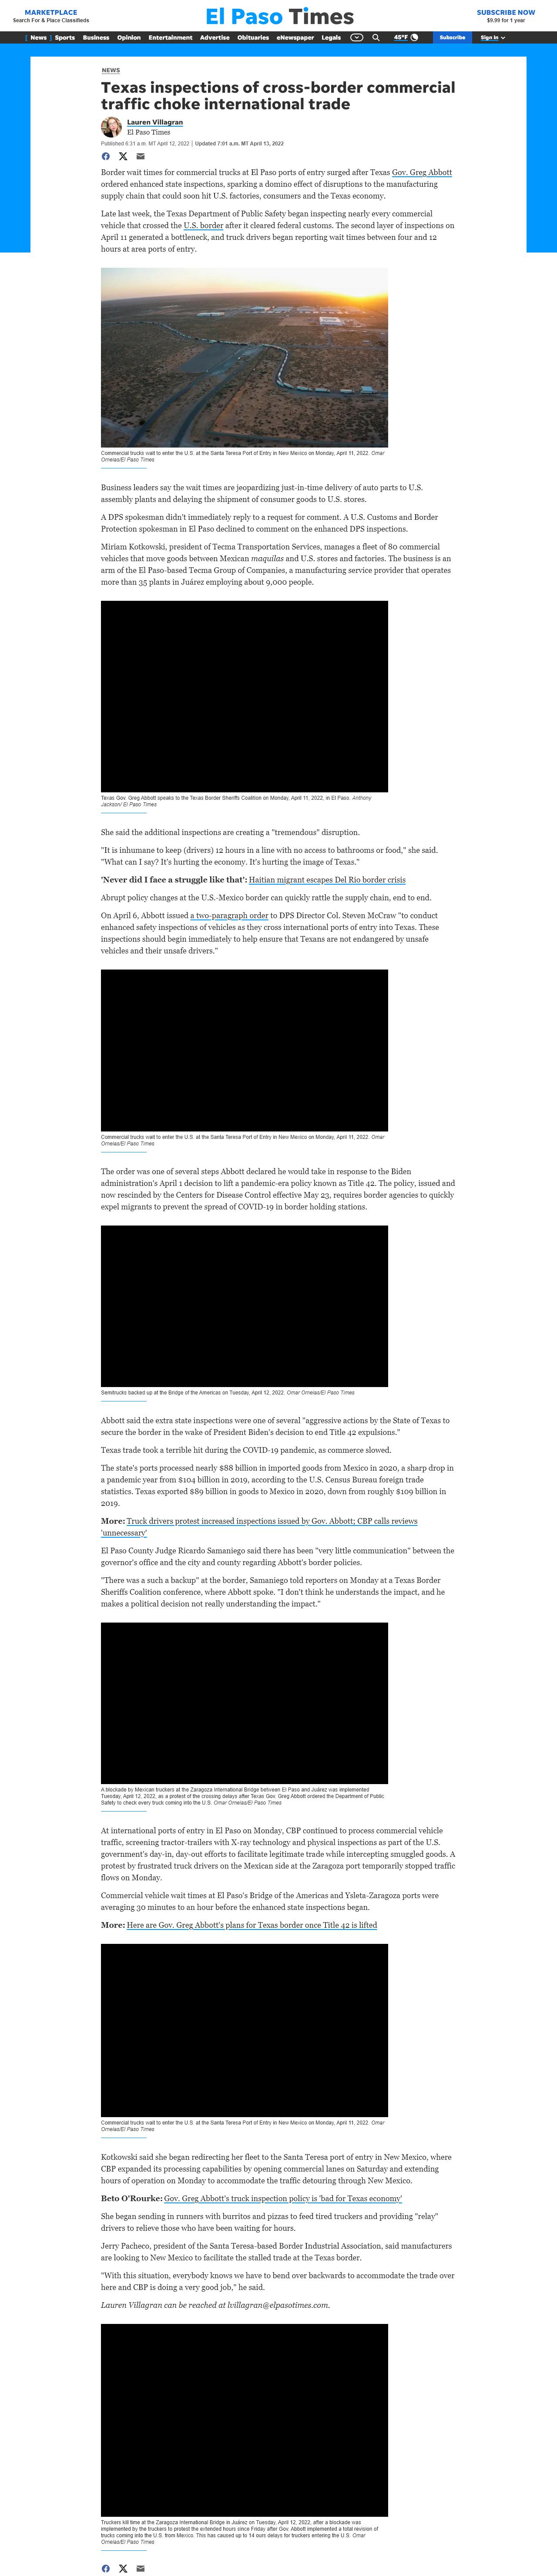 MARKETPLACE
Search For & Place Classifieds
El Paso Times
SUBSCRIBE NOW
$9.99 for 1 year
News Sports Business Opinion Entertainment Advertise Obituaries eNewspaper Legals 45°F Subscribe Sign In
NEWS
Texas inspections of cross-border commercial
traffic choke international trade
Lauren Villagran
El Paso Times
Published 6:31 a.m. MT April 12, 2022 | Updated 7:01 a.m. MT April 13, 2022
Border wait times for commercial trucks at El Paso ports of entry surged after Texas Gov. Greg Abbott
ordered enhanced state inspections, sparking a domino effect of disruptions to the manufacturing
supply chain that could soon hit U.S. factories, consumers and the Texas economy.
Late last week, the Texas Department of Public Safety began inspecting nearly every commercial
vehicle that crossed the U.S. border after it cleared federal customs. The second layer of inspections on
April 11 generated a bottleneck, and truck drivers began reporting wait times between four and 12
hours at area ports of entry.
Commercial trucks wait to enter the U.S. at the Santa Teresa Port of Entry in New Mexico on Monday, April 11, 2022. Omar
Ornelas/El Paso Times
Business leaders say the wait times are jeopardizing just-in-time delivery of auto parts to U.S.
assembly plants and delaying the shipment of consumer goods to U.S. stores.
A DPS spokesman didn't immediately reply to a request for comment. A U.S. Customs and Border
Protection spokesman in El Paso declined to comment on the enhanced DPS inspections.
Miriam Kotkowski, president of Tecma Transportation Services, manages a fleet of 80 commercial
vehicles that move goods between Mexican maquilas and U.S. stores and factories. The business is an
arm of the El Paso-based Tecma Group of Companies, a manufacturing service provider that operates
more than 35 plants in Juárez employing about 9,000 people.
Texas Gov. Greg Abbott speaks to the Texas Border Sheriffs Coalition on Monday, April 11, 2022, in El Paso. Anthony
Jackson/ El Paso Times
She said the additional inspections are creating a "tremendous" disruption.
"It is inhumane to keep (drivers) 12 hours in a line with no access to bathrooms or food," she said.
"What can I say? It's hurting the economy. It's hurting the image of Texas."
'Never did I face a struggle like that': Haitian migrant escapes Del Rio border crisis
Abrupt policy changes at the U.S.-Mexico border can quickly rattle the supply chain, end to end.
On April 6, Abbott issued a two-paragraph order to DPS Director Col. Steven McCraw "to conduct
enhanced safety inspections of vehicles as they cross international ports of entry into Texas. These
inspections should begin immediately to help ensure that Texans are not endangered by unsafe
vehicles and their unsafe drivers."
Commercial trucks wait to enter the U.S. at the Santa Teresa Port of Entry in New Mexico on Monday, April 11, 2022. Omar
Ornelas/El Paso Times
The order was one of several steps Abbott declared he would take in response to the Biden
administration's April 1 decision to lift a pandemic-era policy known as Title 42. The policy, issued and
now rescinded by the Centers for Disease Control effective May 23, requires border agencies to quickly
expel migrants to prevent the spread of COVID-19 in border holding stations.
Semitrucks backed up at the Bridge of the Americas on Tuesday, April 12, 2022. Omar Ornelas/El Paso Times
Abbott said the extra state inspections were one of several "aggressive actions by the State of Texas to
secure the border in the wake of President Biden's decision to end Title 42 expulsions."
Texas trade took a terrible hit during the COVID-19 pandemic, as commerce slowed.
The state's ports processed nearly $88 billion in imported goods from Mexico in 2020, a sharp drop in
a pandemic year from $104 billion in 2019, according to the U.S. Census Bureau foreign trade
statistics. Texas exported $89 billion in goods to Mexico in 2020, down from roughly $109 billion in
2019.
More: Truck drivers protest increased inspections issued by Gov. Abbott; CBP calls reviews
'unnecessary'
El Paso County Judge Ricardo Samaniego said there has been "very little communication" between the
governor's office and the city and county regarding Abbott's border policies.
"There was such a backup" at the border, Samaniego told reporters on Monday at a Texas Border
Sheriffs Coalition conference, where Abbott spoke. "I don't think he understands the impact, and he
makes a political decision not really understanding the impact."
A blockade by Mexican truckers at the Zaragoza International Bridge between El Paso and Juárez was implemented
Tuesday, April 12, 2022, as a protest of the crossing delays after Texas Gov. Greg Abbott ordered the Department of Public
Safety to check every truck coming into the U.S. Omar Ornelas/El Paso Times
At international ports of entry in El Paso on Monday, CBP continued to process commercial vehicle
traffic, screening tractor-trailers with X-ray technology and physical inspections as part of the U.S.
government's day-in, day-out efforts to facilitate legitimate trade while intercepting smuggled goods. A
protest by frustrated truck drivers on the Mexican side at the Zaragoza port temporarily stopped traffic
flows on Monday.
Commercial vehicle wait times at El Paso's Bridge of the Americas and Ysleta-Zaragoza ports were
averaging 30 minutes to an hour before the enhanced state inspections began.
More: Here are Gov. Greg Abbott's plans for Texas border once Title 42 is lifted
Commercial trucks wait to enter the U.S. at the Santa Teresa Port of Entry in New Mexico on Monday, April 11, 2022. Omar
Ornelas/El Paso Times
Kotkowski said she began redirecting her fleet to the Santa Teresa port of entry in New Mexico, where
CBP expanded its processing capabilities by opening commercial lanes on Saturday and extending
hours of operation on Monday to accommodate the traffic detouring through New Mexico.
Beto O'Rourke: Gov. Greg Abbott's truck inspection policy is 'bad for Texas economy'
She began sending in runners with burritos and pizzas to feed tired truckers and providing "relay"
drivers to relieve those who have been waiting for hours.
Jerry Pacheco, president of the Santa Teresa-based Border Industrial Association, said manufacturers
are looking to New Mexico to facilitate the stalled trade at the Texas border.
"With this situation, everybody knows we have to bend over backwards to accommodate the trade over
here and CBP is doing a very good job," he said.
Lauren Villagran can be reached at lvillagran@elpasotimes.com.
Truckers kill time at the Zaragoza International Bridge in Juárez on Tuesday, April 12, 2022, after a blockade was
implemented by the truckers to protest the extended hours since Friday after Gov. Abbott implemented a total revision of
trucks coming into the U.S. from Mexico. This has caused up to 14 ours delays for truckers entering the U.S. Omar
Ornelas/El Paso Times